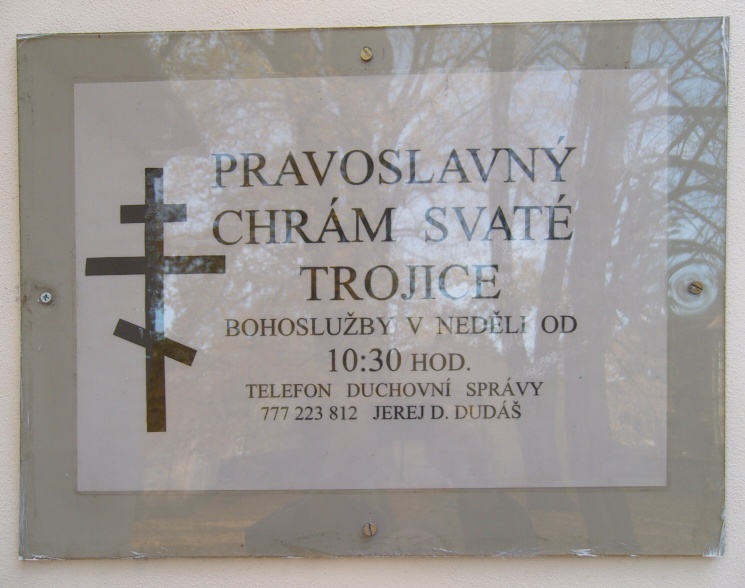 PRAVOSLAVNÝ
CHRÁM SVATÉ
TROJICE
BOHOSLUŽBY V NEDĚLI OD
10:30 HOD.
TELEFON DUCHOVNÍ SPRÁVY
777 223 812 JEREJ D. DUDÁŠ